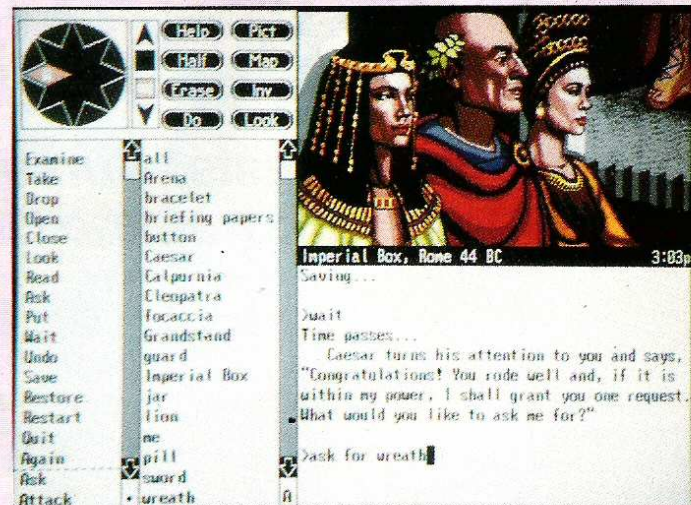 Help Pict
Half Map
Erase Inv
Do Look
Examine
Take
Drop
Open
Close
Look
Read
Ask
Put
Wait
Undo
Save
Restore
Restart
Quit
Again
Ask
Attack
all
Arena
bracelet
briefing papers
button
Caesar
Calpurnia
Cleopatra
focaccia
Grandstand
guard
Imperial Box
jar
lion
me
pill
sword
wreath
A
Imperial Box, Rome 44 BC 3:03p
Saving...
>wait
Time passes...
Caesar turns his attention to you and says,
"Congratulations! You rode well and, if it is
within my power, I shall grant you one request.
What would you like to ask me for?"
>ask for wreath